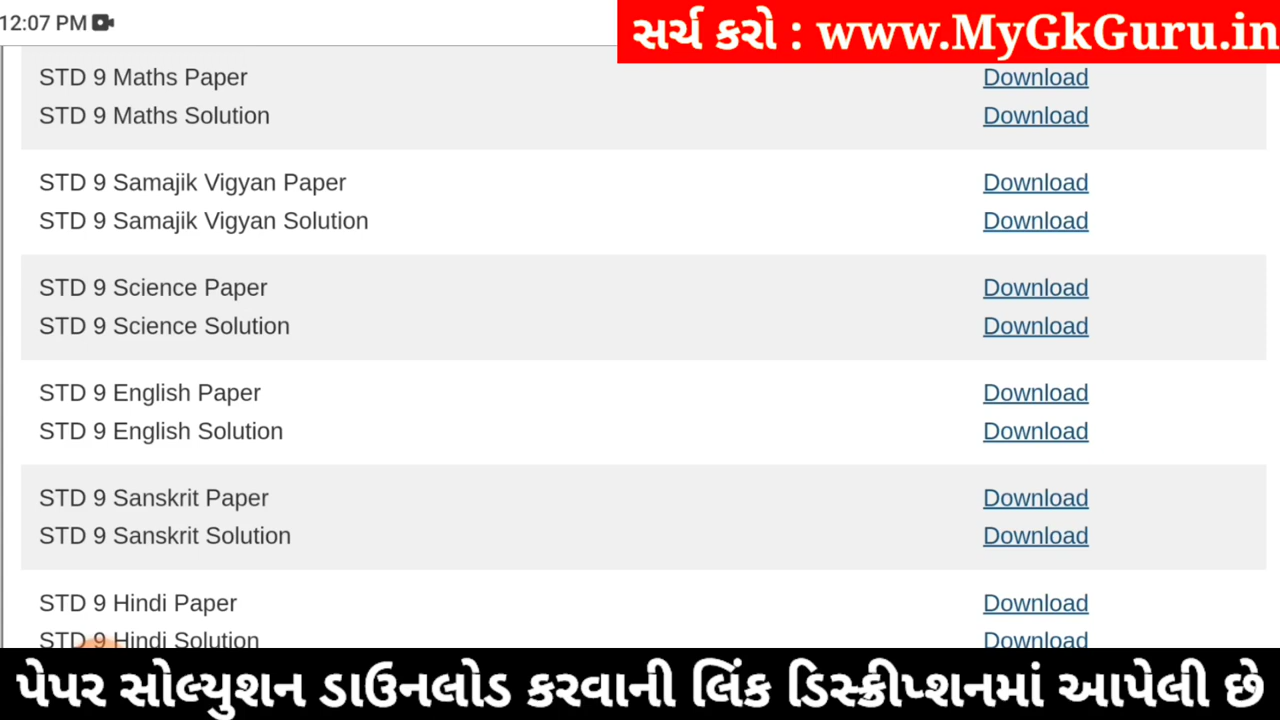 12:07 PM
સર્ચ કરો : www.MyGkGuru.in
STD 9 Maths Paper Download
STD 9 Maths Solution Download
STD 9 Samajik Vigyan Paper Download
STD 9 Samajik Vigyan Solution Download
STD 9 Science Paper Download
STD 9 Science Solution Download
STD 9 English Paper Download
STD 9 English Solution Download
STD 9 Sanskrit Paper Download
STD 9 Sanskrit Solution Download
STD 9 Hindi Paper Download
STD 9 Hindi Solution Download
પેપર સોલ્યુશન ડાઉનલોડ કરવાની લિંક ડિસ્ક્રીપ્શનમાં આપેલી છે